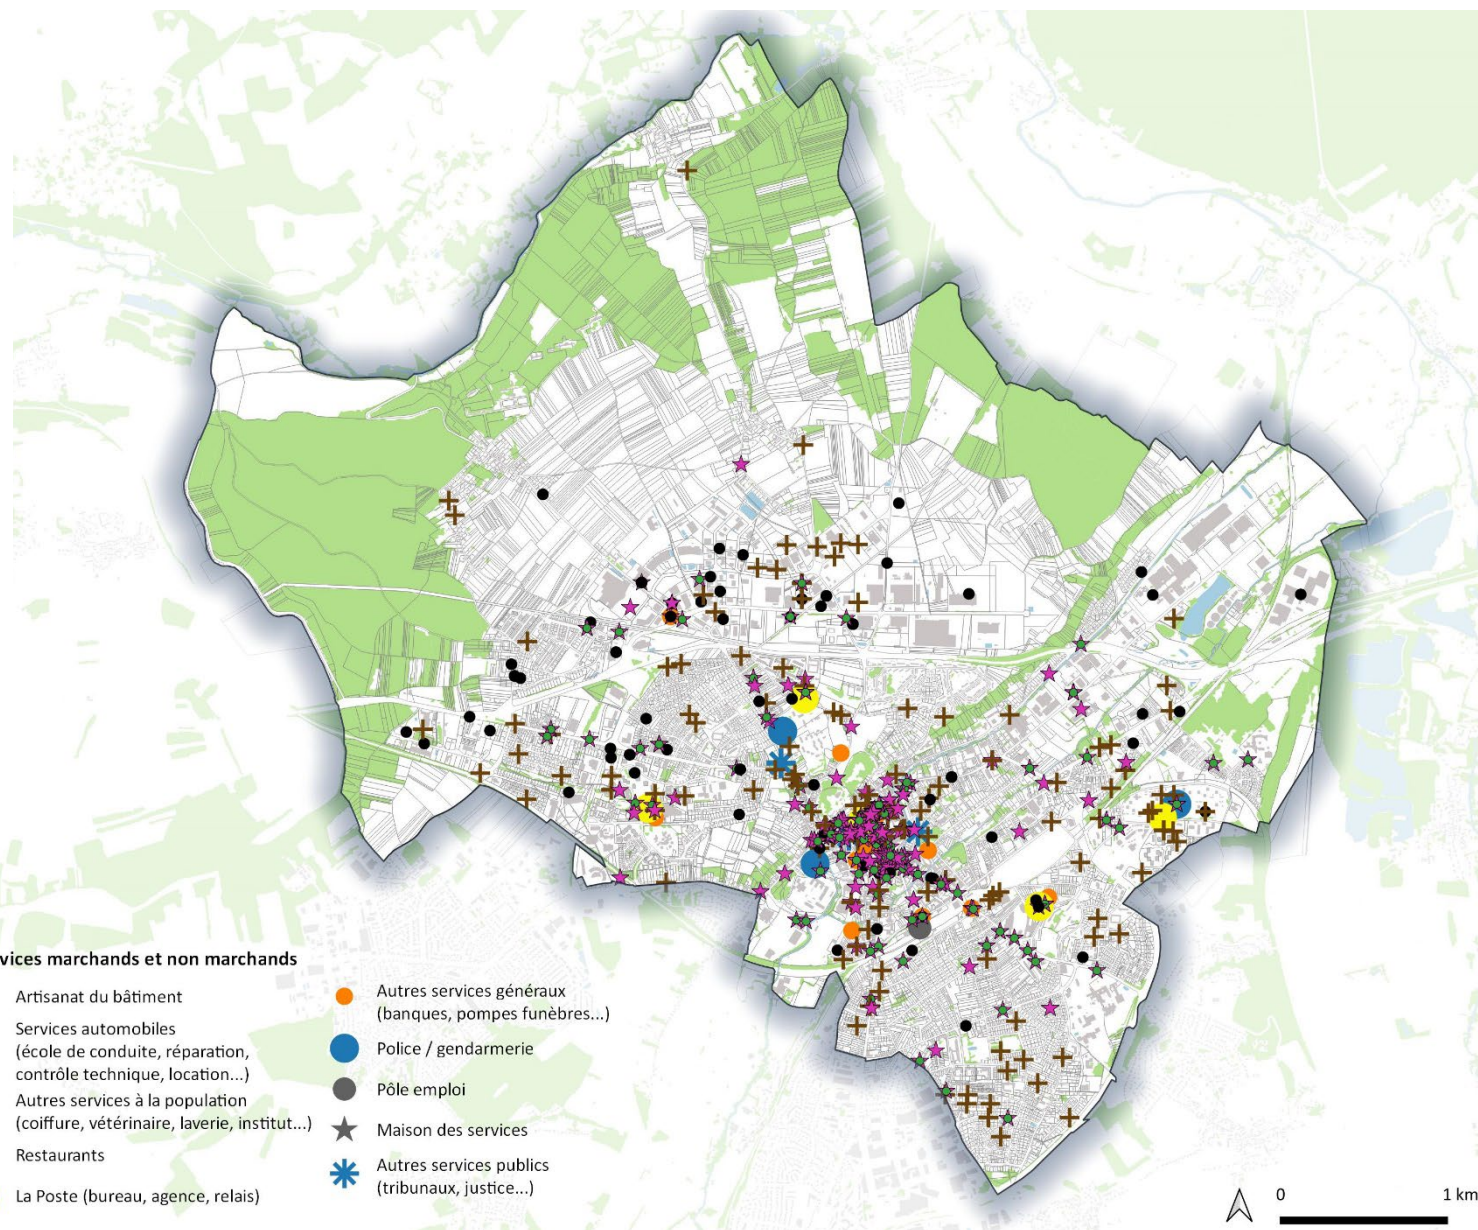 vices marchands et non marchands
Artisanat du bâtiment
Services automobiles
(école de conduite, réparation,
contrôle technique, location...)
Autres services à la population
(coiffure, vétérinaire, laverie, institut...)
Restaurants
La Poste (bureau, agence, relais)
Autres services généraux
(banques, pompes funèbres...)
Police / gendarmerie
Pôle emploi
Maison des services
Autres services publics
(tribunaux, justice...)
0 1 km